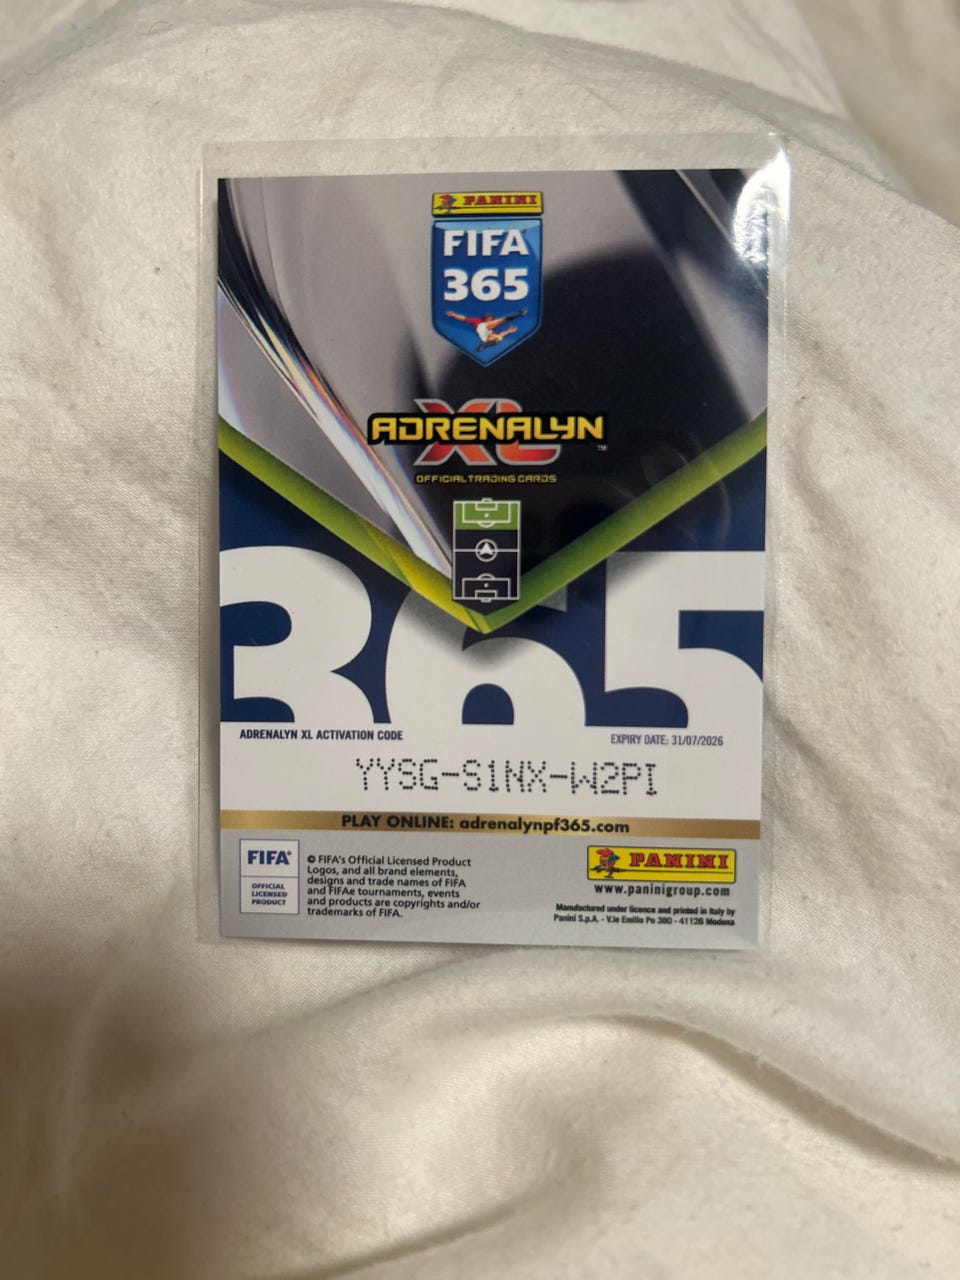 PANINI
FIFA
365
ADRENALYN XL™
OFFICIAL TRADING CARDS
365
ADRENALYN XL ACTIVATION CODE
EXPIRY DATE: 31/07/2026
YYSG-S1NX-W2PI
PLAY ONLINE: adrenalynpf365.com
FIFA®
OFFICIAL
LICENSED
PRODUCT
© FIFA's Official Licensed Product
Logos, and all brand elements,
designs and trade names of FIFA
and FIFAe tournaments, events
and products are copyrights and/or
trademarks of FIFA.
PANINI
www.paninigroup.com
Manufactured under licence and printed in Italy by
Panini S.p.A. - V.le Emilio Po 380 - 41126 Modena